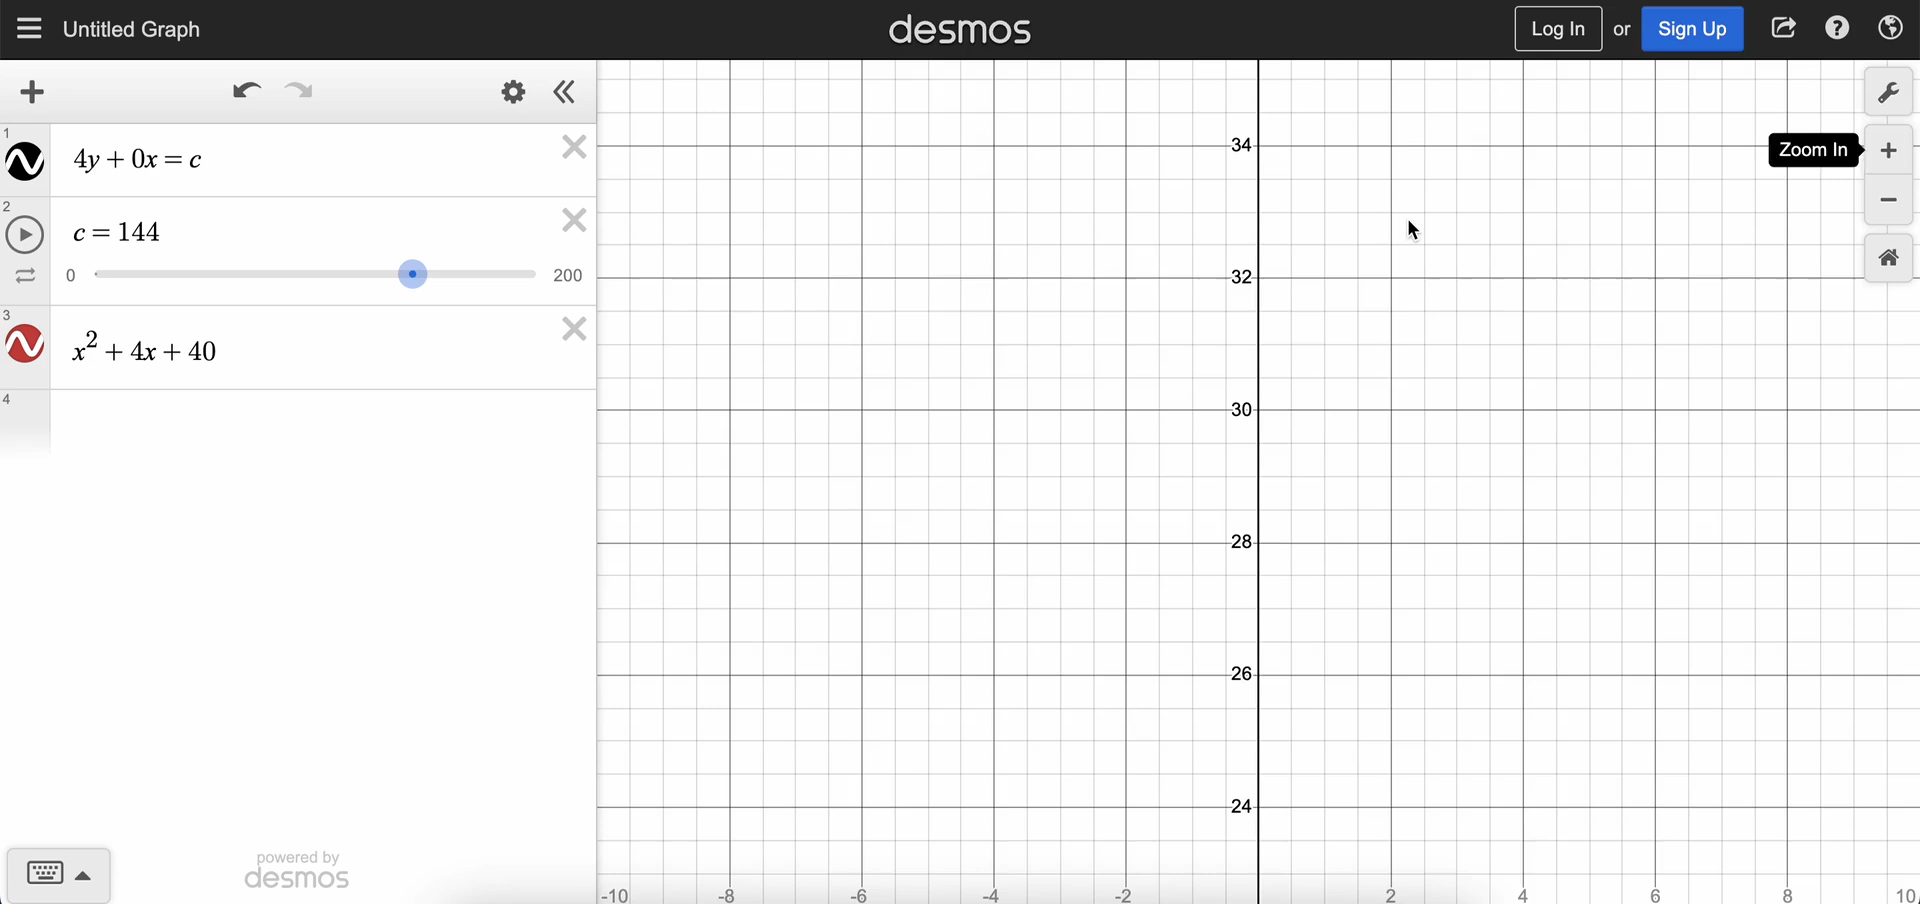 Untitled Graph
desmos
Log In or Sign Up
1
4y + 0x = c
2
c = 144
0 200
3
x² + 4x + 40
4
powered by
desmos
Zoom In
34
32
30
28
26
24
-10 -8 -6 -4 -2 2 4 6 8 10